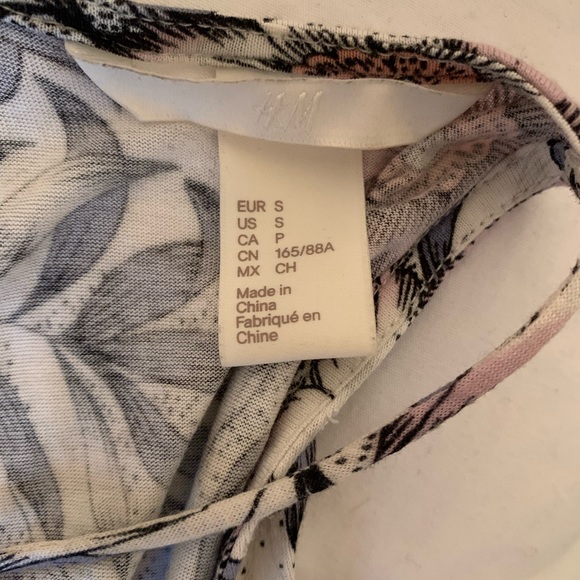 H&M
EUR S
US S
CA P
CN 165/88A
MX CH
Made in
China
Fabriqué en
Chine